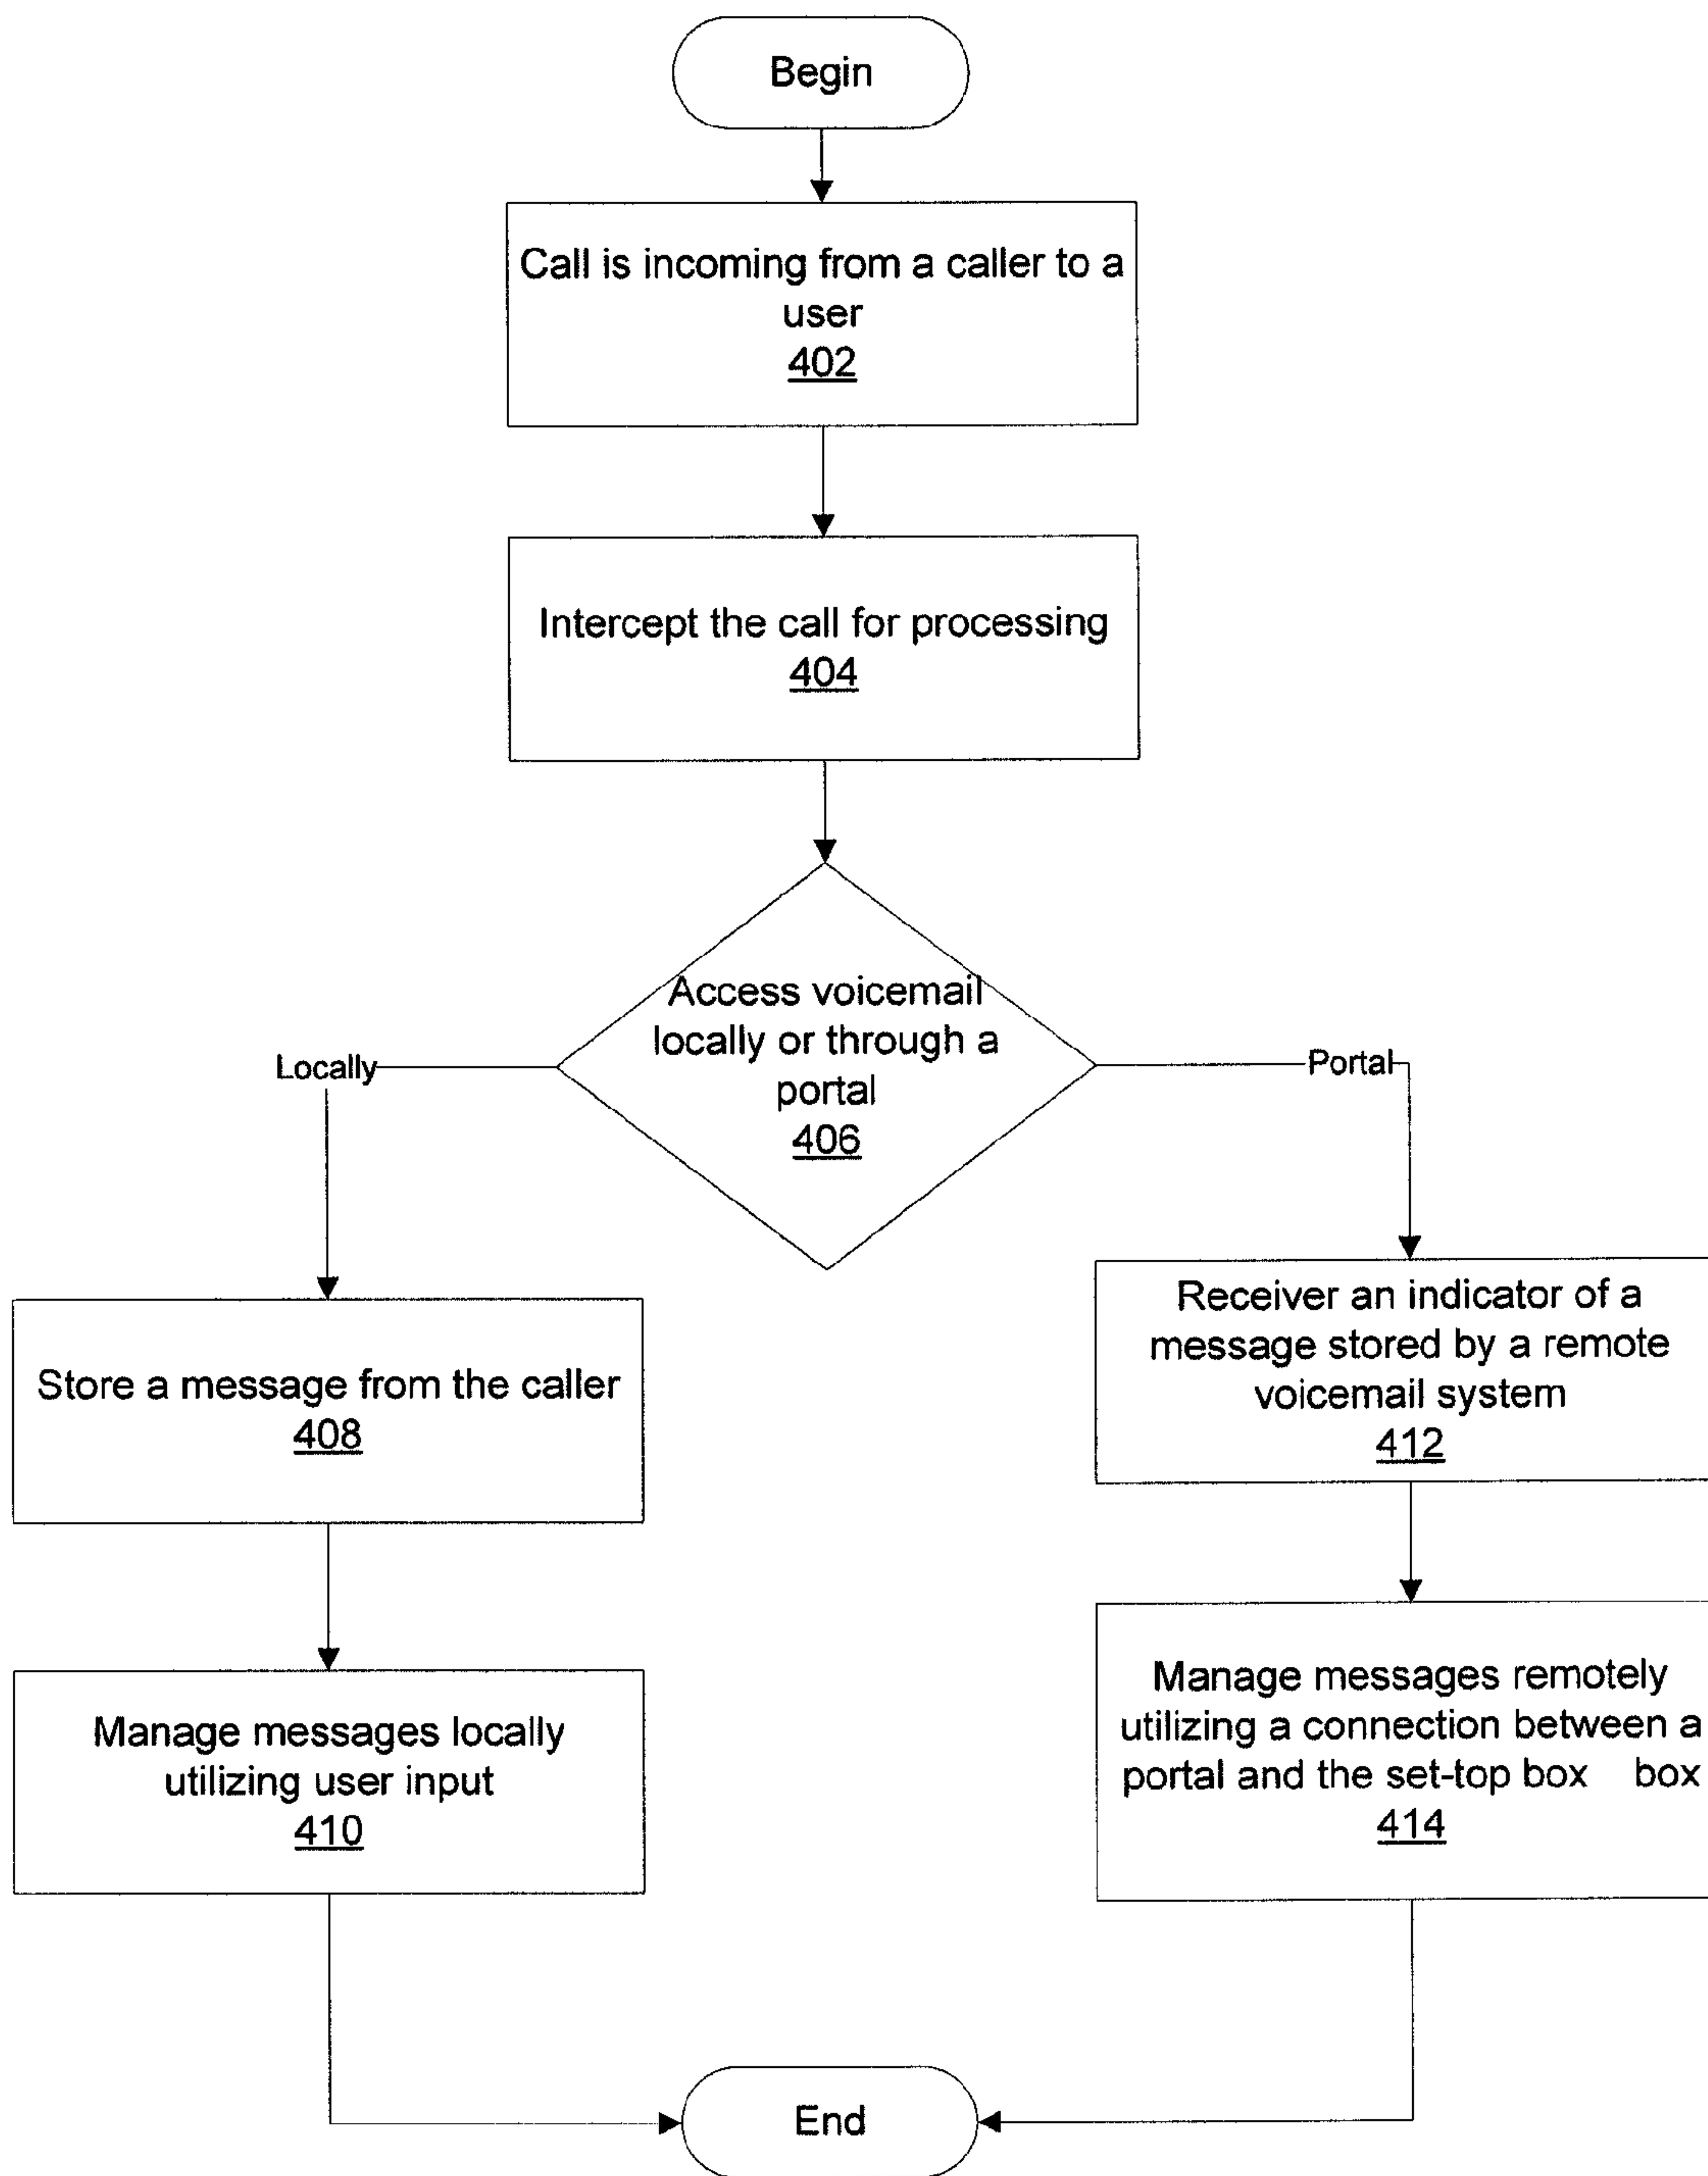 Begin
Call is incoming from a caller to a
user
402
Intercept the call for processing
404
Access voicemail
locally or through a
portal
406
Locally
Portal
Store a message from the caller
408
Manage messages locally
utilizing user input
410
Receiver an indicator of a
message stored by a remote
voicemail system
412
Manage messages remotely
utilizing a connection between a
portal and the set-top box box
414
End